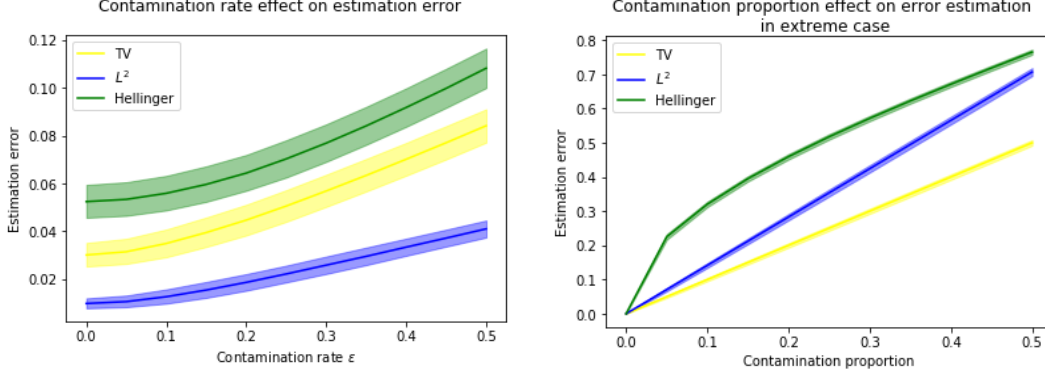 Contamination rate effect on estimation error
0.12
0.10
0.08
0.06
0.04
0.02
Estimation error
TV
L²
Hellinger
0.0 0.1 0.2 0.3 0.4 0.5
Contamination rate ε
Contamination proportion effect on error estimation
in extreme case
0.8
0.7
0.6
0.5
0.4
0.3
0.2
0.1
0.0
Estimation error
TV
L²
Hellinger
0.0 0.1 0.2 0.3 0.4 0.5
Contamination proportion